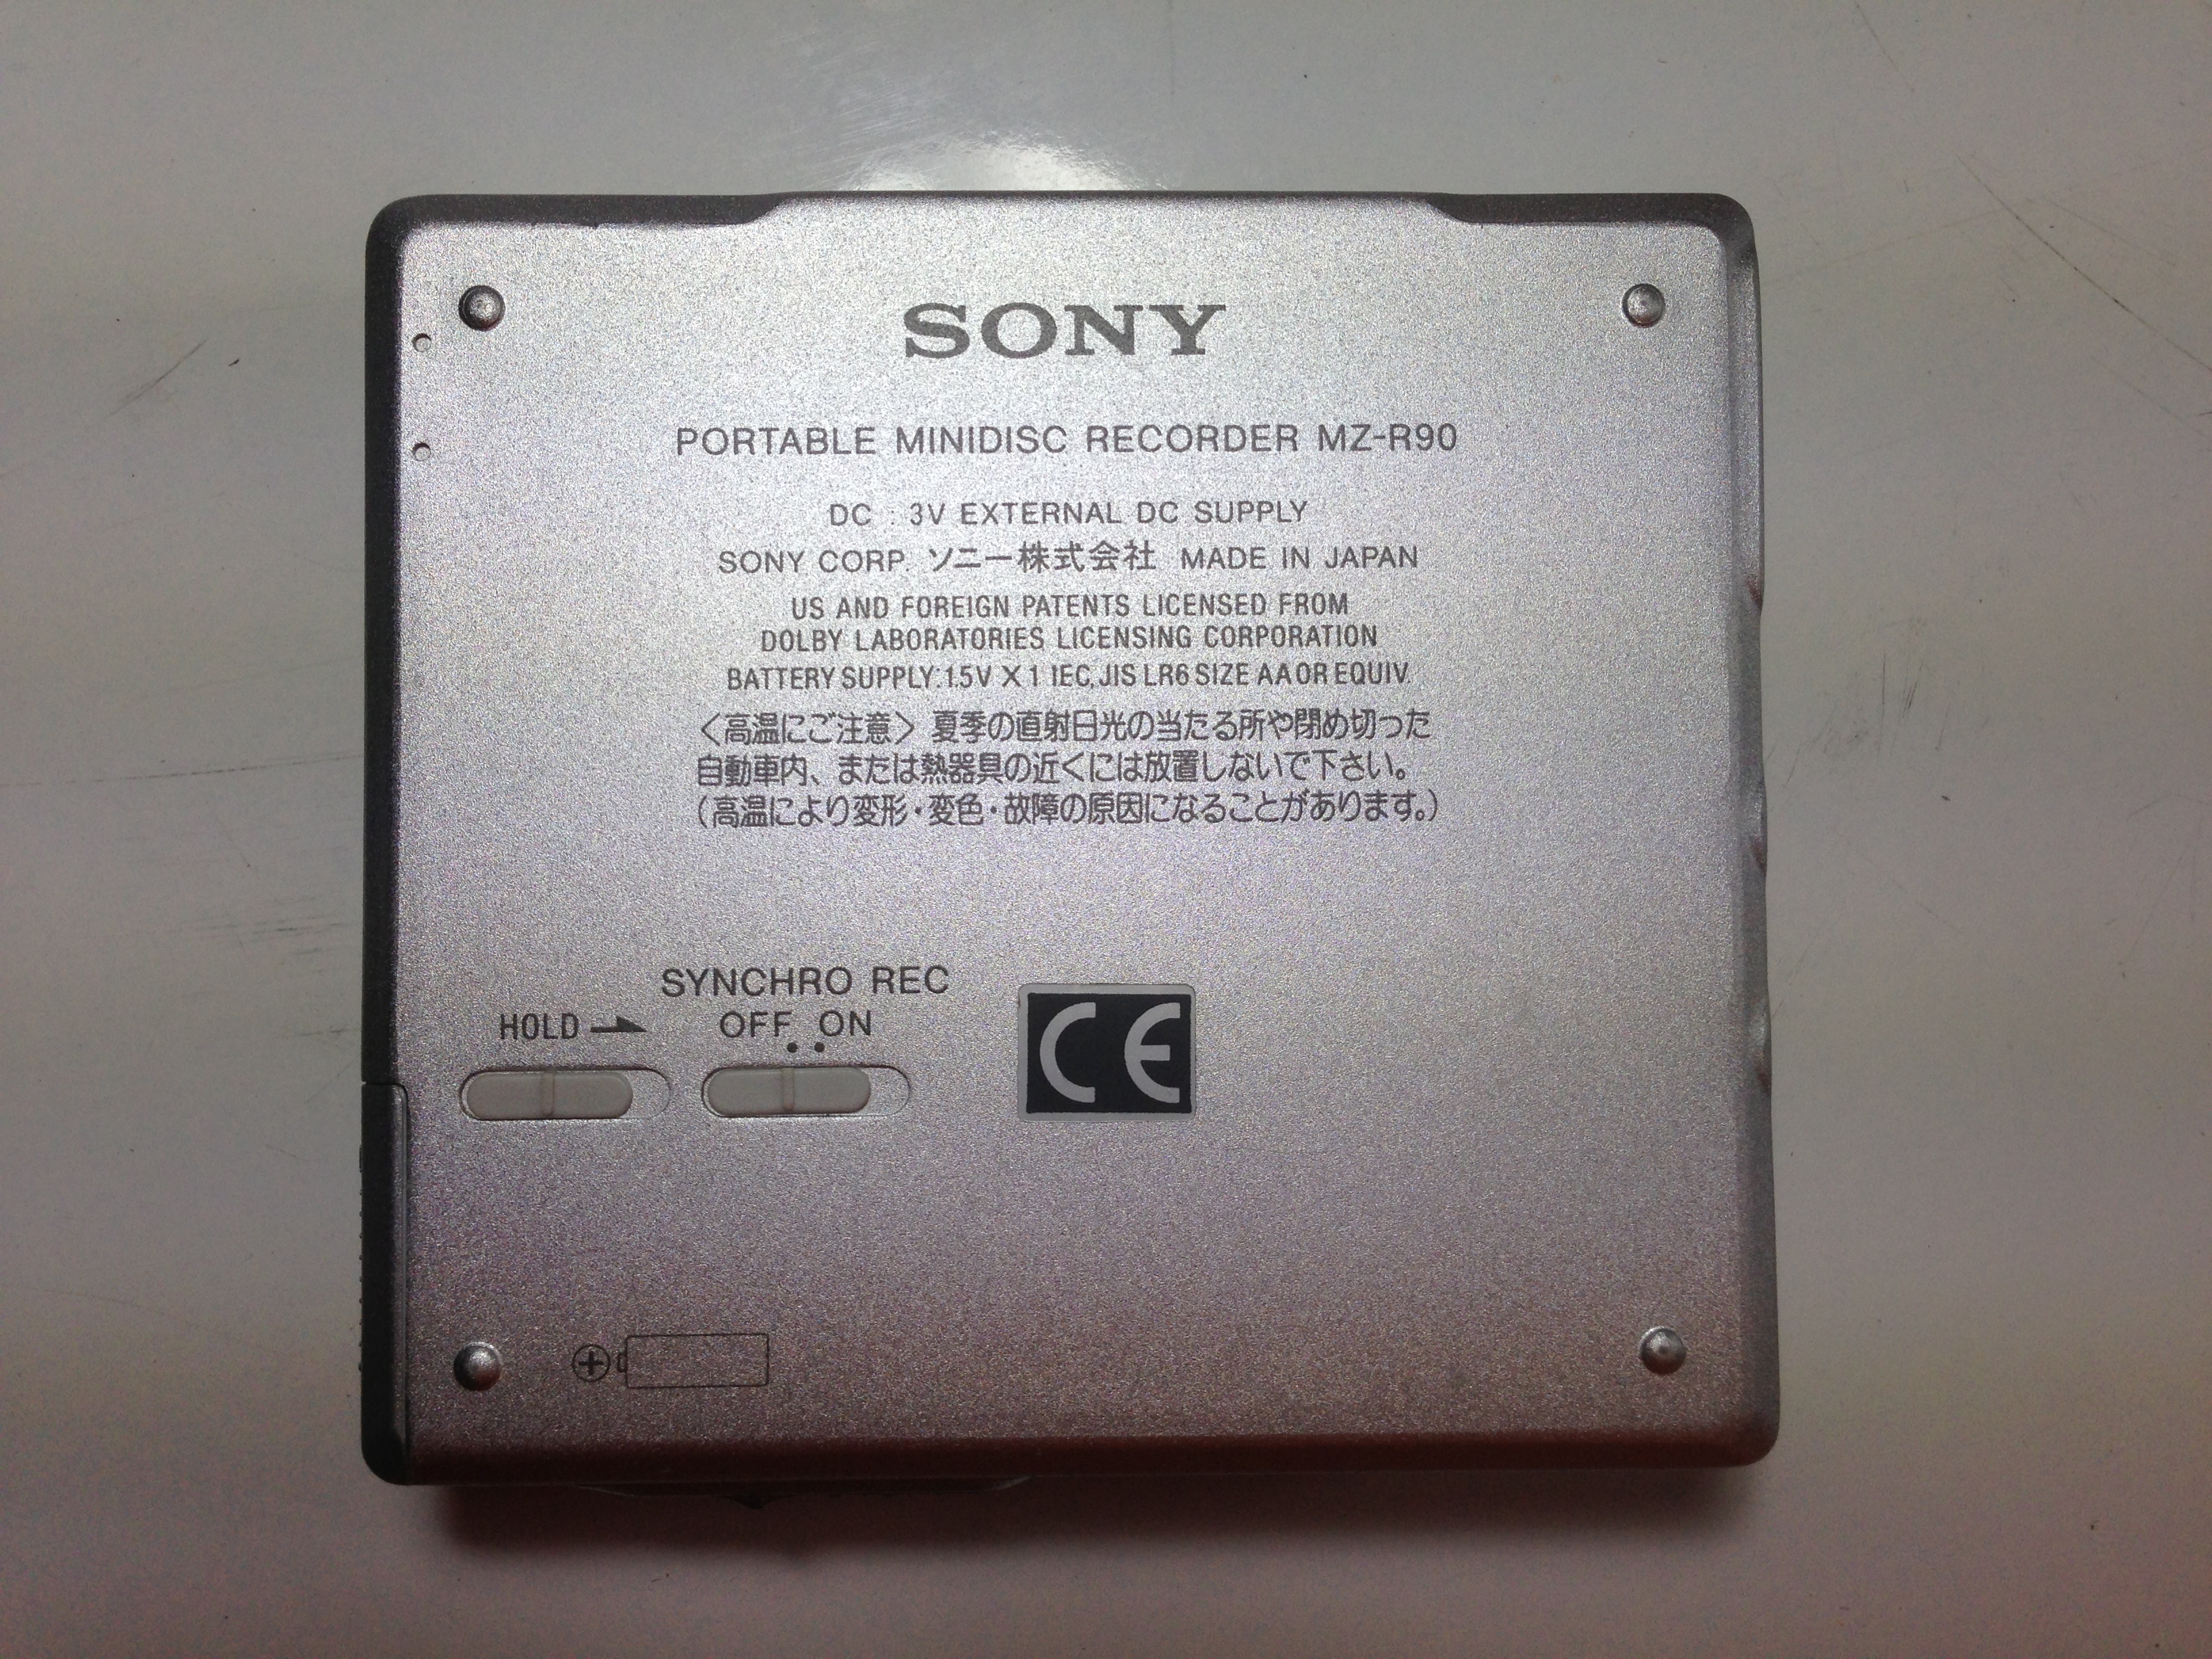 SONY
PORTABLE MINIDISC RECORDER MZ-R90
DC : 3V EXTERNAL DC SUPPLY
SONY CORP. ソニー株式会社 MADE IN JAPAN
US AND FOREIGN PATENTS LICENSED FROM
DOLBY LABORATORIES LICENSING CORPORATION
BATTERY SUPPLY:1.5V X 1 IEC, JIS LR6 SIZE AA OR EQUIV.
〈高温にご注意〉夏季の直射日光の当たる所や閉め切った
自動車内、または熱器具の近くには放置しないで下さい。
(高温により変形・変色・故障の原因になることがあります。)
SYNCHRO REC
HOLD OFF ON
CE